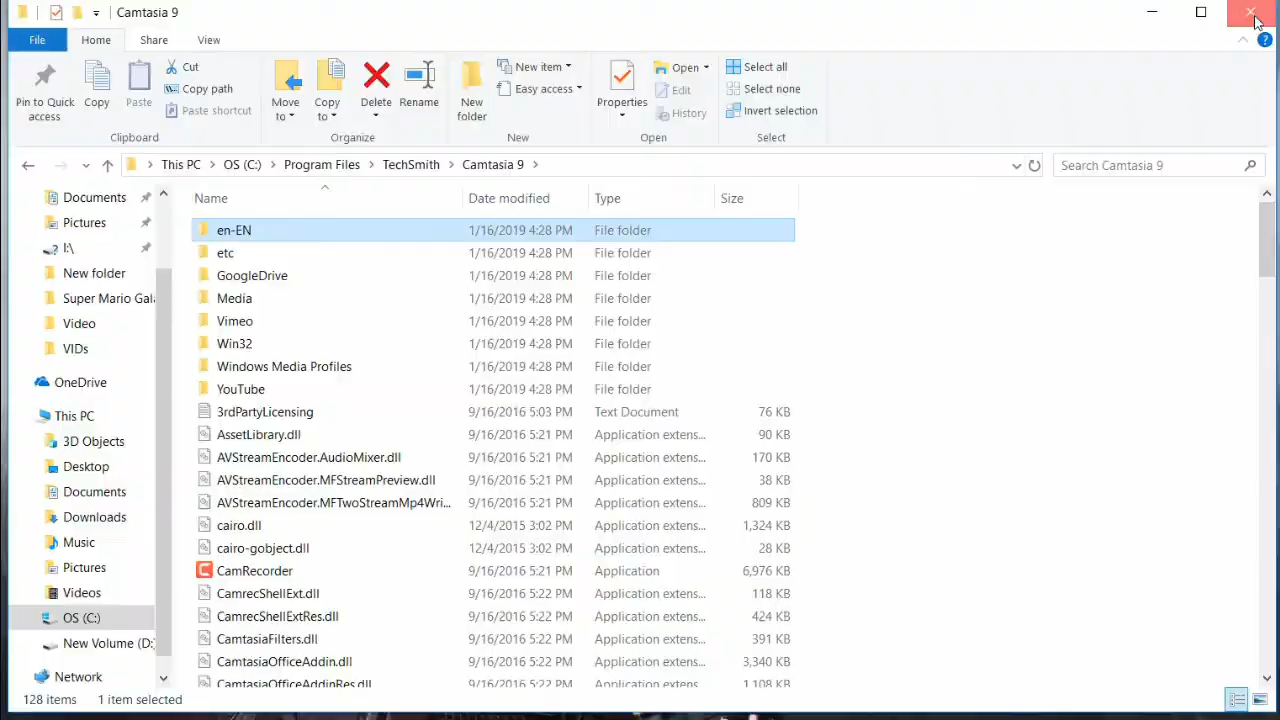 Camtasia 9
File Home Share View
Pin to Quick access
Copy
Paste
Cut
Copy path
Paste shortcut
Clipboard
Move to
Copy to
Delete
Rename
Organize
New folder
New item
Easy access
New
Properties
Open
Edit
History
Open
Select all
Select none
Invert selection
Select
This PC > OS (C:) > Program Files > TechSmith > Camtasia 9 >
Search Camtasia 9
Documents
Pictures
I:\
New folder
Super Mario Gala
Video
VIDs
OneDrive
This PC
3D Objects
Desktop
Documents
Downloads
Music
Pictures
Videos
OS (C:)
New Volume (D:)
Network
Name Date modified Type Size
en-EN 1/16/2019 4:28 PM File folder
etc 1/16/2019 4:28 PM File folder
GoogleDrive 1/16/2019 4:28 PM File folder
Media 1/16/2019 4:28 PM File folder
Vimeo 1/16/2019 4:28 PM File folder
Win32 1/16/2019 4:28 PM File folder
Windows Media Profiles 1/16/2019 4:28 PM File folder
YouTube 1/16/2019 4:28 PM File folder
3rdPartyLicensing 9/16/2016 5:03 PM Text Document 76 KB
AssetLibrary.dll 9/16/2016 5:21 PM Application extens... 90 KB
AVStreamEncoder.AudioMixer.dll 9/16/2016 5:21 PM Application extens... 170 KB
AVStreamEncoder.MFStreamPreview.dll 9/16/2016 5:21 PM Application extens... 38 KB
AVStreamEncoder.MFTwoStreamMp4Wri... 9/16/2016 5:21 PM Application extens... 809 KB
cairo.dll 12/4/2015 3:02 PM Application extens... 1,324 KB
cairo-gobject.dll 12/4/2015 3:02 PM Application extens... 28 KB
CamRecorder 9/16/2016 5:21 PM Application 6,976 KB
CamrecShellExt.dll 9/16/2016 5:22 PM Application extens... 118 KB
CamrecShellExtRes.dll 9/16/2016 5:22 PM Application extens... 424 KB
CamtasiaFilters.dll 9/16/2016 5:22 PM Application extens... 391 KB
CamtasiaOfficeAddin.dll 9/16/2016 5:22 PM Application extens... 3,340 KB
CamtasiaOfficeAddinRes.dll 9/16/2016 5:22 PM Application extens... 1,108 KB
128 items 1 item selected